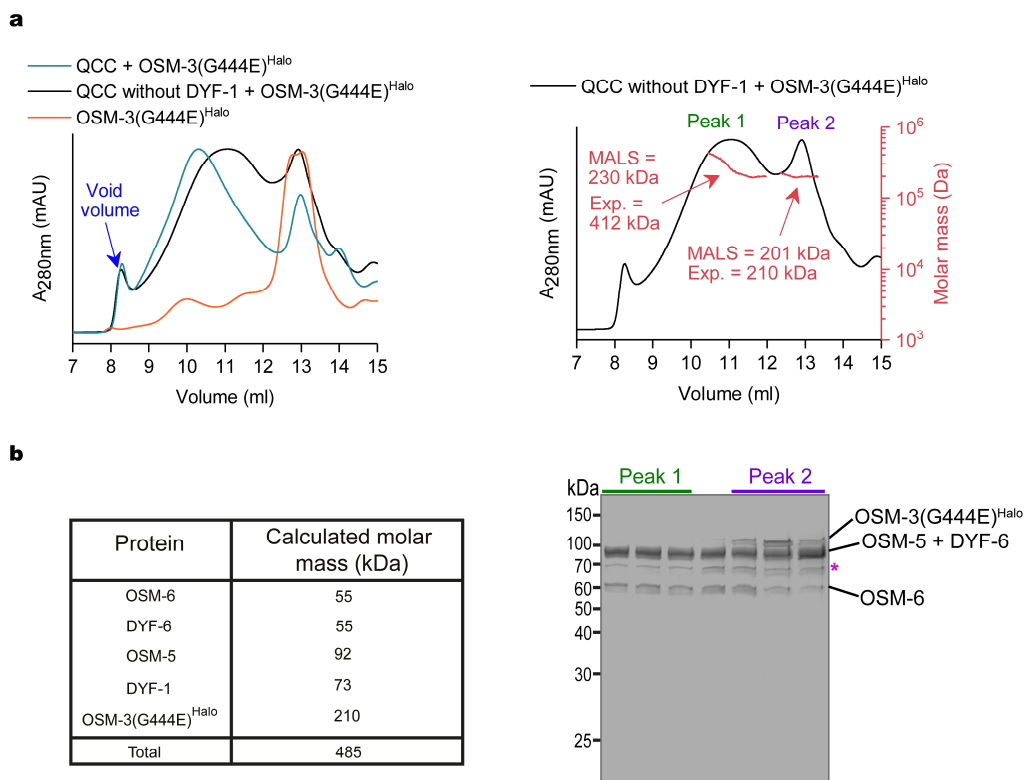 a
QCC + OSM-3(G444E)Halo
QCC without DYF-1 + OSM-3(G444E)Halo
OSM-3(G444E)Halo
Void
volume
A280nm (mAU)
7 8 9 10 11 12 13 14 15
Volume (ml)
QCC without DYF-1 + OSM-3(G444E)Halo
Peak 1 Peak 2
MALS =
230 kDa
Exp. =
412 kDa
MALS = 201 kDa
Exp. = 210 kDa
A280nm (mAU)
10^6
10^5
10^4
10^3
Molar mass (Da)
7 8 9 10 11 12 13 14 15
Volume (ml)
b
Protein Calculated molar
mass (kDa)
OSM-6 55
DYF-6 55
OSM-5 92
DYF-1 73
OSM-3(G444E)Halo 210
Total 485
Peak 1 Peak 2
kDa
150
100
70
60
50
40
30
25
OSM-3(G444E)Halo
OSM-5 + DYF-6
*
OSM-6